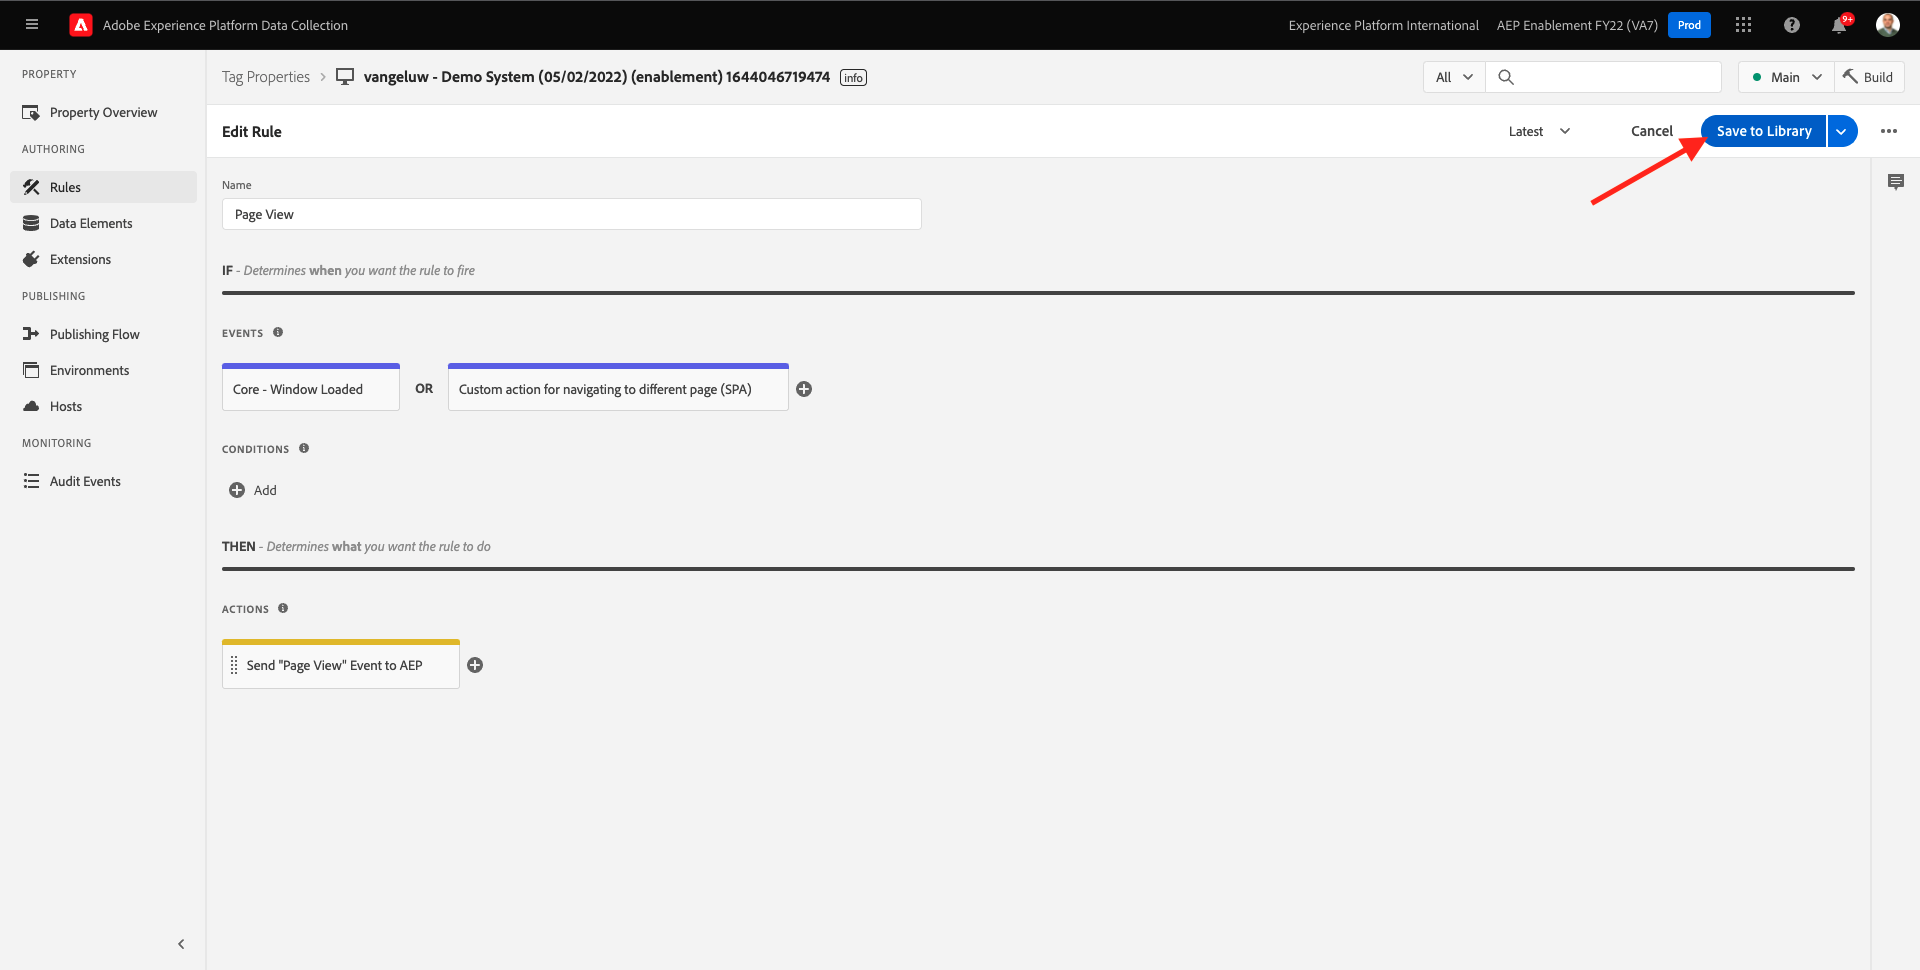 Adobe Experience Platform Data Collection
Experience Platform International
AEP Enablement FY22 (VA7)
Prod
9+
PROPERTY
Property Overview
AUTHORING
Rules
Data Elements
Extensions
PUBLISHING
Publishing Flow
Environments
Hosts
MONITORING
Audit Events
Tag Properties
vangeluw - Demo System (05/02/2022) (enablement) 1644046719474
info
All
Main
Build
Edit Rule
Latest
Cancel
Save to Library
Name
Page View
IF - Determines when you want the rule to fire
EVENTS
Core - Window Loaded
OR
Custom action for navigating to different page (SPA)
CONDITIONS
Add
THEN - Determines what you want the rule to do
ACTIONS
Send "Page View" Event to AEP